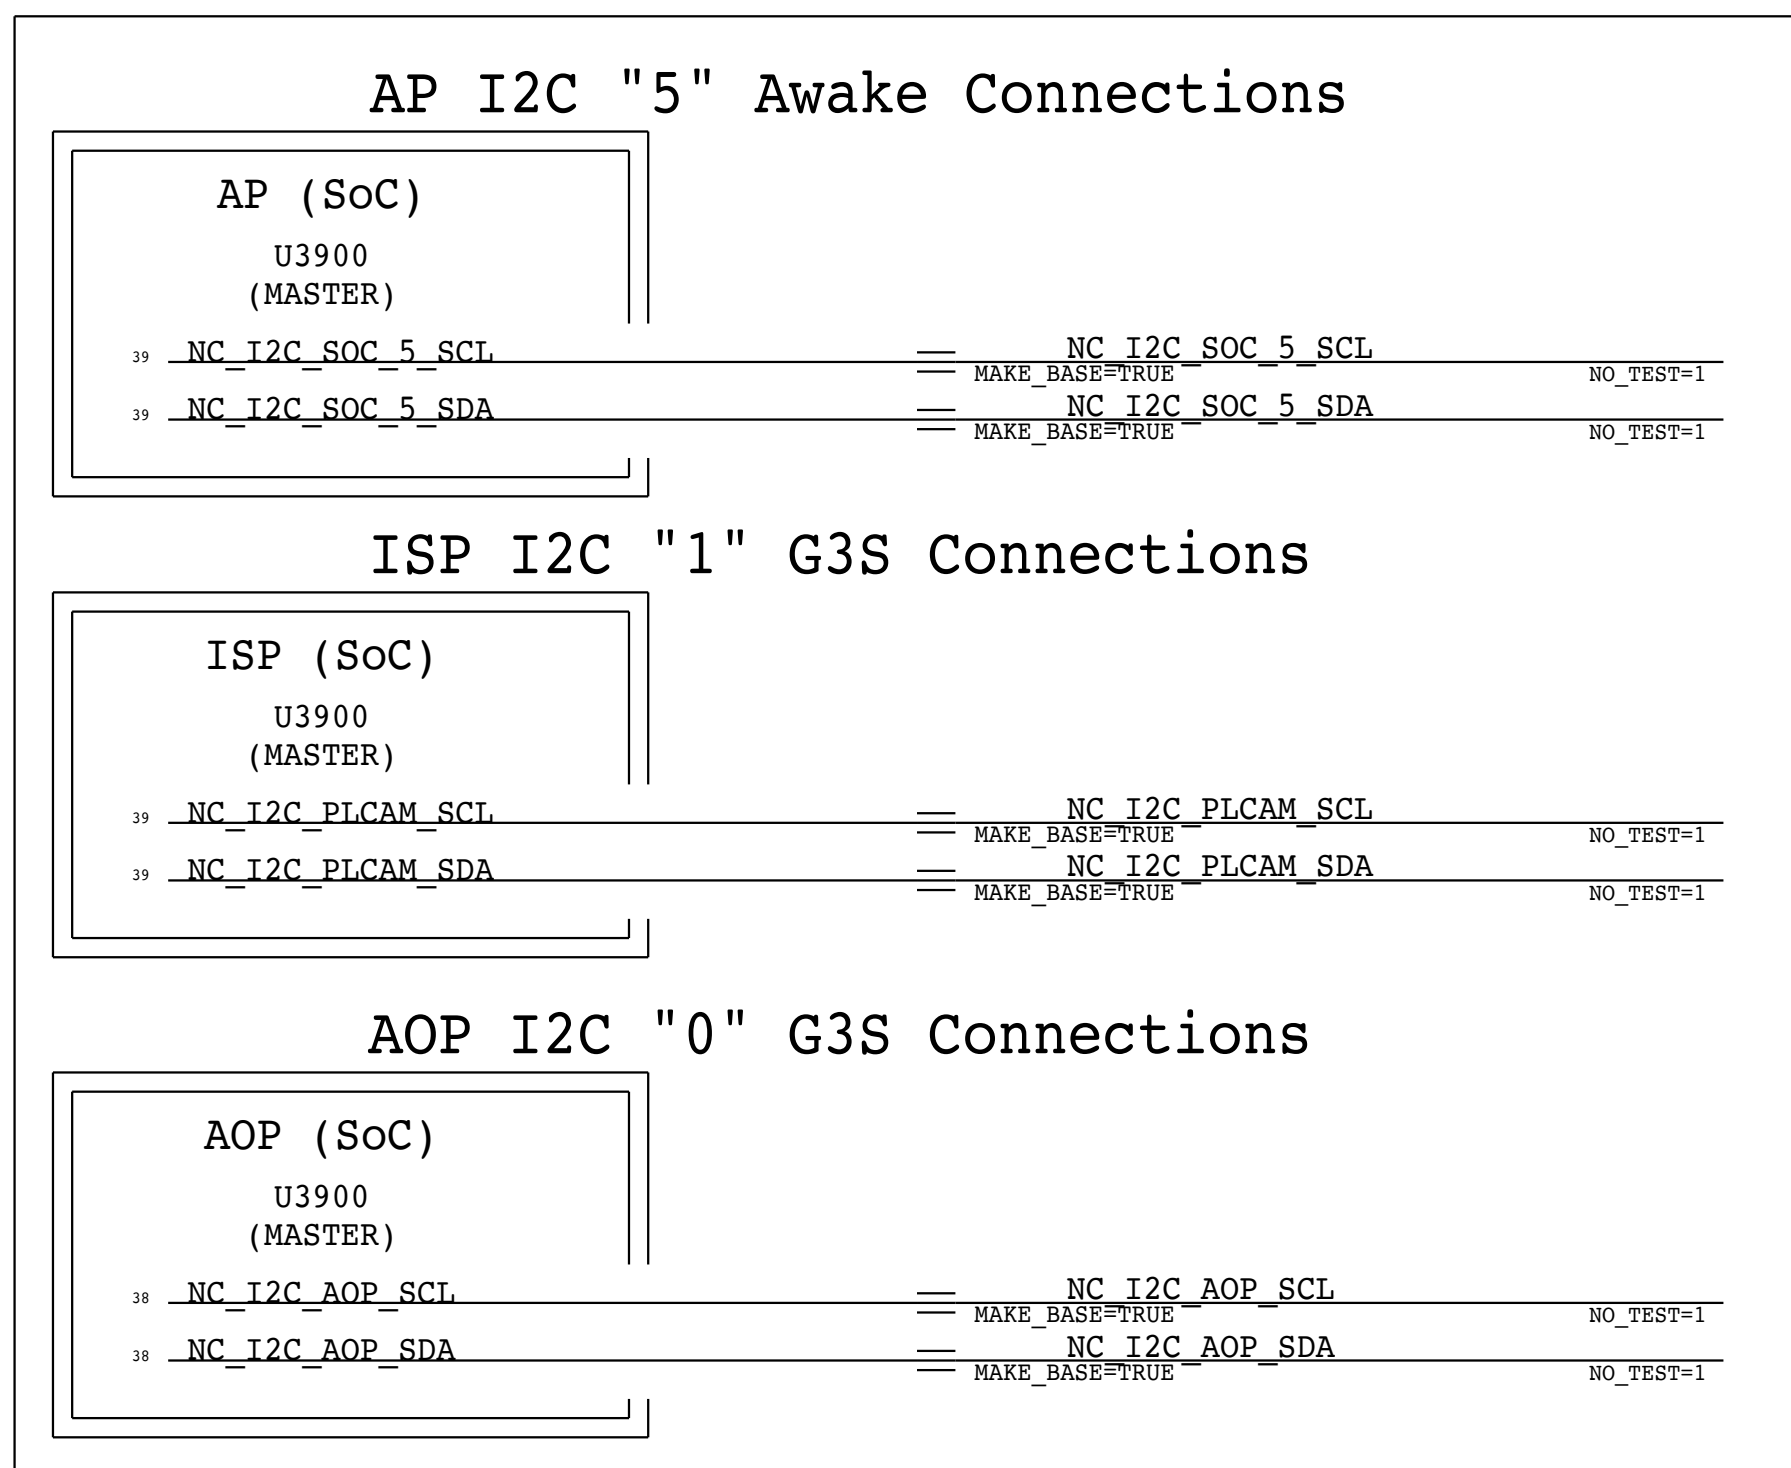 AP I2C "5" Awake Connections
AP (SoC)
U3900
(MASTER)
39 NC_I2C_SOC_5_SCL NC_I2C_SOC_5_SCL
MAKE_BASE=TRUE NO_TEST=1
39 NC_I2C_SOC_5_SDA NC_I2C_SOC_5_SDA
MAKE_BASE=TRUE NO_TEST=1
ISP I2C "1" G3S Connections
ISP (SoC)
U3900
(MASTER)
39 NC_I2C_PLCAM_SCL NC_I2C_PLCAM_SCL
MAKE_BASE=TRUE NO_TEST=1
39 NC_I2C_PLCAM_SDA NC_I2C_PLCAM_SDA
MAKE_BASE=TRUE NO_TEST=1
AOP I2C "0" G3S Connections
AOP (SoC)
U3900
(MASTER)
38 NC_I2C_AOP_SCL NC_I2C_AOP_SCL
MAKE_BASE=TRUE NO_TEST=1
38 NC_I2C_AOP_SDA NC_I2C_AOP_SDA
MAKE_BASE=TRUE NO_TEST=1